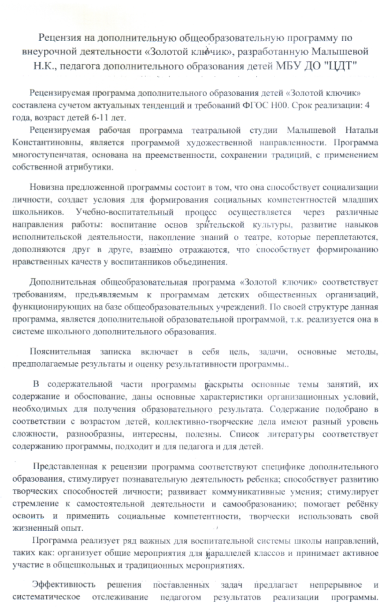 Рецензия на дополнительную общеобразовательную программу по
внеурочной деятельности «Золотой ключик», разработанную Малышевой
Н.К., педагога дополнительного образования детей МБУ ДО "ЦДТ"
Рецензируемая программа дополнительного образования детей «Золотой ключик»
составлена сучетом актуальных тенденций и требований ФГОС Н00. Срок реализации: 4
года, возраст детей 6-11 лет.
Рецензируемая рабочая программа театральной студии Малышевой Натальи
Константиновны, является программой художественной направленности. Программа
многоступенчатая, основана на преемственности, сохранении традиций, с применением
собственной атрибутики.
Новизна предложенной программы состоит в том, что она способствует социализации
личности, создает условия для формирования социальных компетентностей младших
школьников. Учебно-воспитательный процесс осуществляется через различные
направления работы: воспитание основ зрительской культуры, развитие навыков
исполнительской деятельности, накопление знаний о театре, которые переплетаются,
дополняются друг в друге, взаимно отражаются, что способствует формированию
нравственных качеств у воспитанников объединения.
Дополнительная общеобразовательная программа «Золотой ключик» соответствует
требованиям, предъявляемым к программам детских общественных организаций,
функционирующих на базе общеобразовательных учреждений. По своей структуре данная
программа, является дополнительной образовательной программой, т.к. реализуется она в
системе школьного дополнительного образования.
Пояснительная записка включает в себя цель, задачи, основные методы,
предполагаемые результаты и оценку результативности программы..
В содержательной части программы раскрыты основные темы занятий, их
содержание и обоснование, даны основные характеристики организационных условий,
необходимых для получения образовательного результата. Содержание подобрано в
соответствии с возрастом детей, коллективно-творческие дела имеют разный уровень
сложности, разнообразны, интересны, полезны. Список литературы соответствует
содержанию программы, подходит и для педагога и для детей.
Представленная к рецензии программа соответствуют специфике дополнительного
образования, стимулирует познавательную деятельность ребенка; способствует развитию
творческих способностей личности; развивает коммуникативные умения; стимулирует
стремление к самостоятельной деятельности и самообразованию; помогает ребёнку
освоить и применить социальные компетентности, творчески использовать свой
жизненный опыт.
Программа реализует ряд важных для воспитательной системы школы направлений,
таких как: организует общие мероприятия для параллелей классов и принимает активное
участие в общешкольных и традиционных мероприятиях.
Эффективность решения поставленных задач предлагает непрерывное и
систематическое отслеживание педагогом результатов реализации программы.